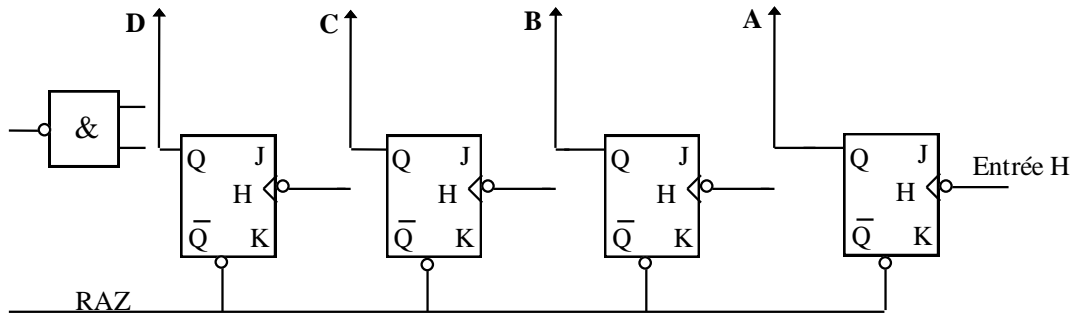 D C B A
&
Q J Q J Q J Q J
H H H H Entrée H
Q̅ K Q̅ K Q̅ K Q̅ K
RAZ